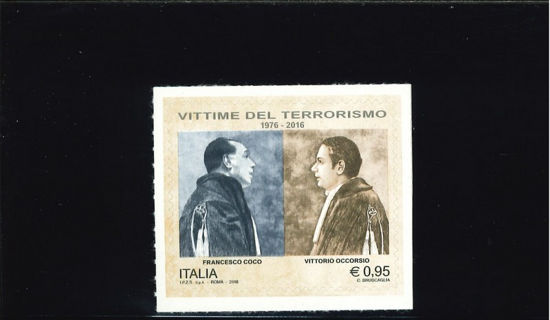 VITTIME DEL TERRORISMO
1976 - 2016
FRANCESCO COCO VITTORIO OCCORSIO
ITALIA € 0,95
I.P.Z.S. S.p.A. - ROMA - 2016 C. BRUSCAGLIA